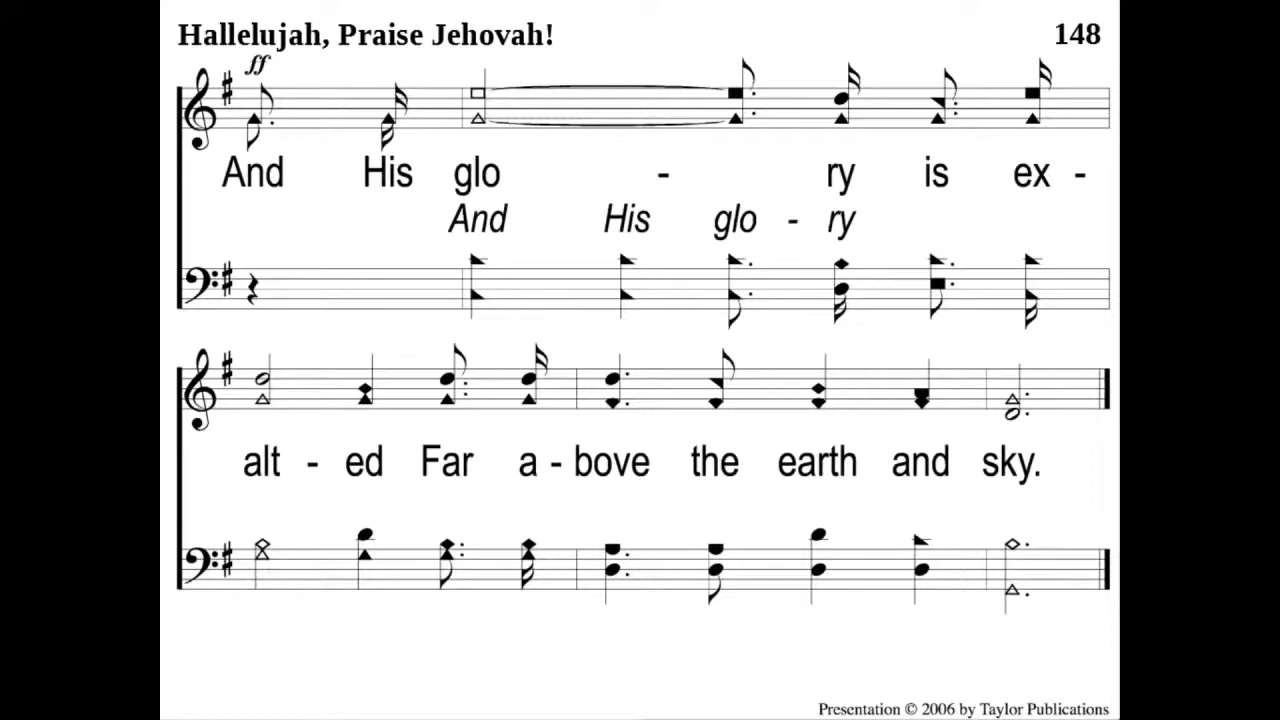 Hallelujah, Praise Jehovah! 148
ff
And His glo - ry is ex -
And His glo - ry
alt - ed Far a - bove the earth and sky.
Presentation © 2006 by Taylor Publications